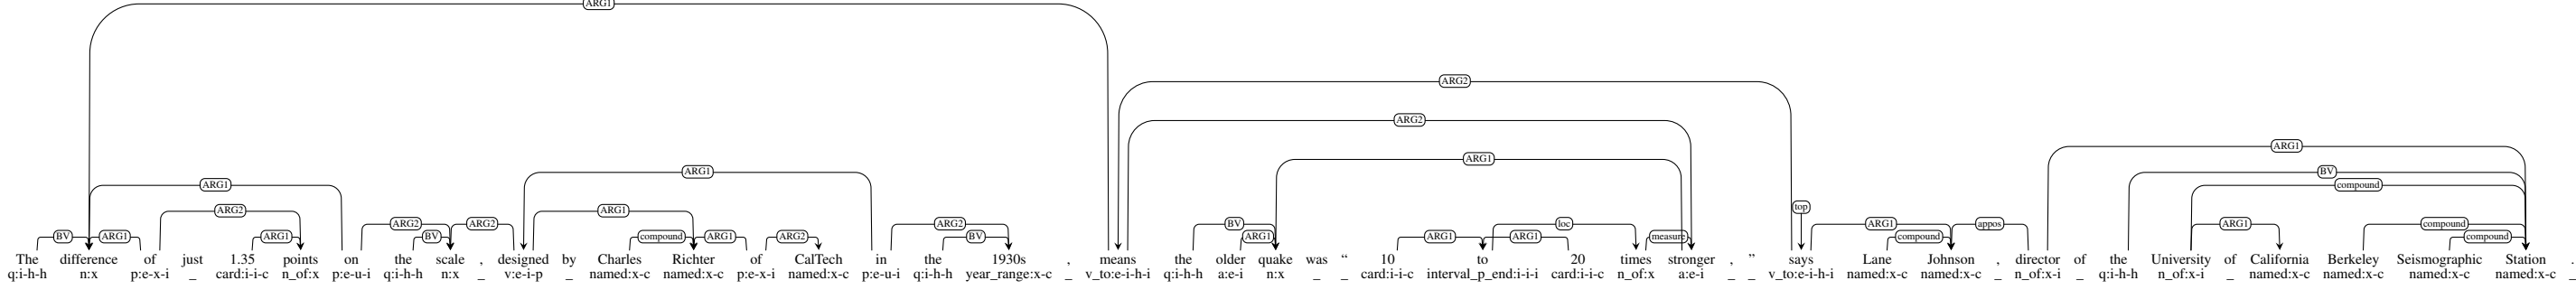 ARG1
ARG2
ARG2
ARG1 ARG1
ARG1 BV
ARG1 compound
top
ARG2 ARG1
BV ARG1 ARG2 ARG2 ARG2 BV loc ARG1 appos ARG1 compound
ARG1 BV compound ARG1 ARG2 BV ARG1 ARG1 ARG1 measure compound compound
The difference of just 1.35 points on the scale , designed by Charles Richter of CalTech in the 1930s , means the older quake was “ 10 to 20 times stronger , ” says Lane Johnson , director of the University of California Berkeley Seismographic Station .
q:i-h-h n:x p:e-x-i _ card:i-i-c n_of:x p:e-u-i q:i-h-h n:x _ v:e-i-p _ named:x-c named:x-c p:e-x-i named:x-c p:e-u-i q:i-h-h year_range:x-c _ v_to:e-i-h-i q:i-h-h a:e-i n:x _ _ card:i-i-c interval_p_end:i-i-i card:i-i-c n_of:x a:e-i _ _ v_to:e-i-h-i named:x-c named:x-c _ n_of:x-i _ q:i-h-h n_of:x-i _ named:x-c named:x-c named:x-c named:x-c _